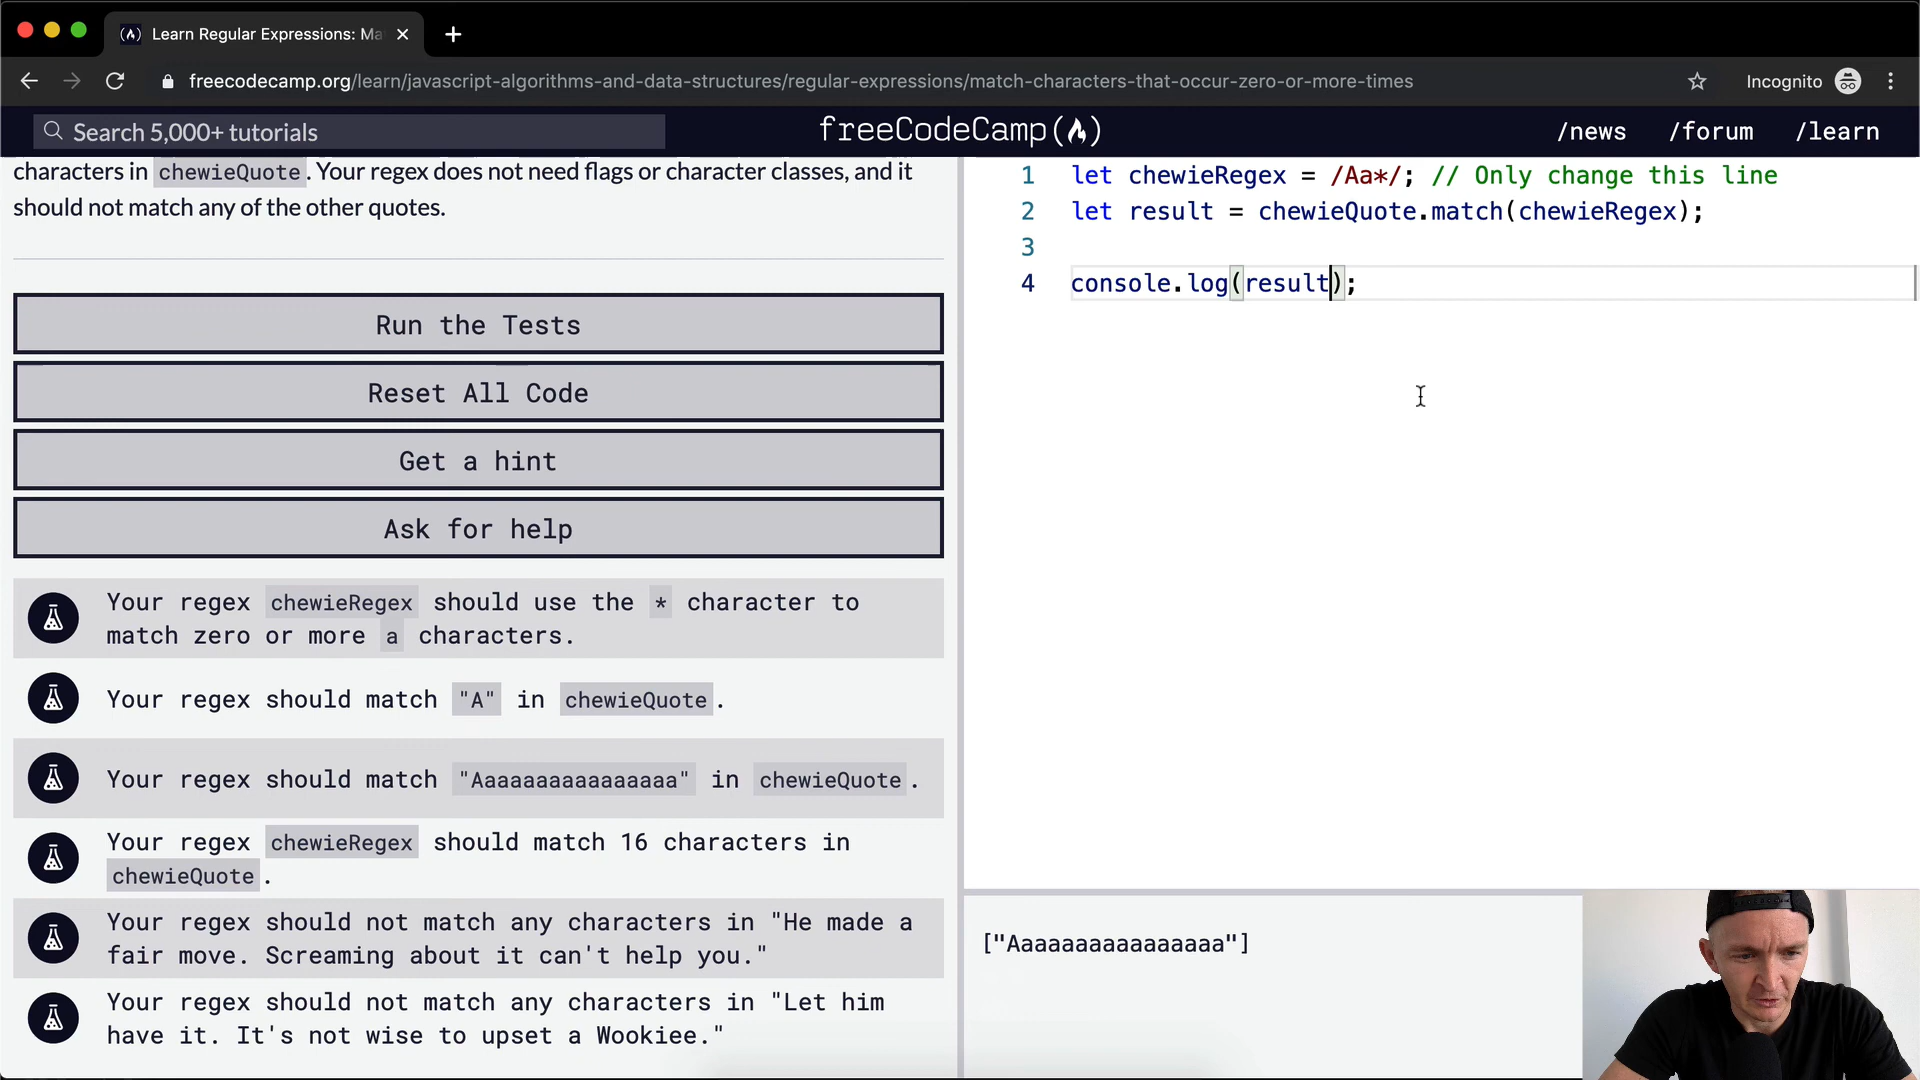 Learn Regular Expressions: Ma
freecodecamp.org/learn/javascript-algorithms-and-data-structures/regular-expressions/match-characters-that-occur-zero-or-more-times
Incognito
Search 5,000+ tutorials
freeCodeCamp
/news /forum /learn
characters in chewieQuote. Your regex does not need flags or character classes, and it
should not match any of the other quotes.
Run the Tests
Reset All Code
Get a hint
Ask for help
Your regex chewieRegex should use the * character to
match zero or more a characters.
Your regex should match "A" in chewieQuote.
Your regex should match "Aaaaaaaaaaaaaaaa" in chewieQuote.
Your regex chewieRegex should match 16 characters in
chewieQuote.
Your regex should not match any characters in "He made a
fair move. Screaming about it can't help you."
Your regex should not match any characters in "Let him
have it. It's not wise to upset a Wookiee."
1 let chewieRegex = /Aa*/; // Only change this line
2 let result = chewieQuote.match(chewieRegex);
3
4 console.log(result);
["Aaaaaaaaaaaaaaaa"]